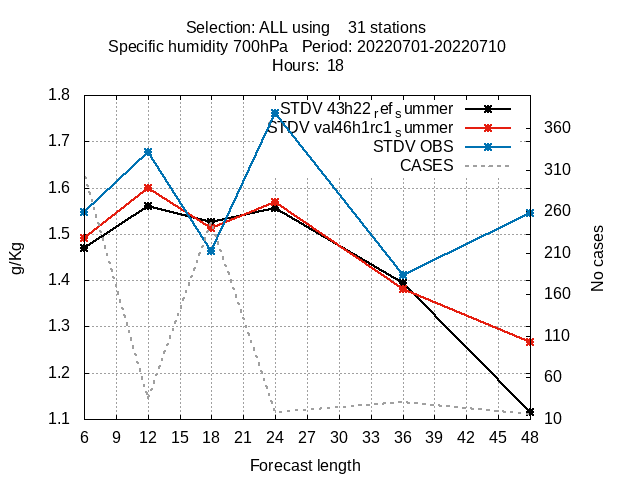 Selection: ALL using 31 stations
Specific humidity 700hPa Period: 20220701-20220710
Hours: 18
1.8
1.7
1.6
1.5
1.4
1.3
1.2
1.1
g/Kg
STDV 43h22ref_summer
STDV val46h1rc1_summer
STDV OBS
CASES
360
310
260
210
160
110
60
10
No cases
6 9 12 15 18 21 24 27 30 33 36 39 42 45 48
Forecast length